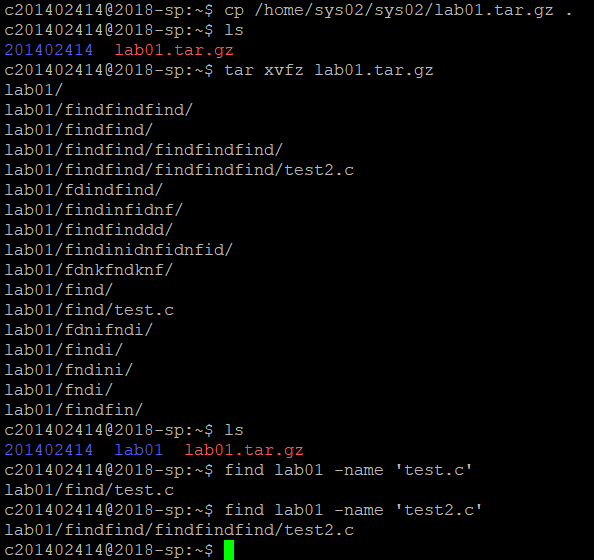 c201402414@2018-sp:~$ cp /home/sys02/sys02/lab01.tar.gz .
c201402414@2018-sp:~$ ls
201402414  lab01.tar.gz
c201402414@2018-sp:~$ tar xvfz lab01.tar.gz
lab01/
lab01/findfindfind/
lab01/findfind/
lab01/findfind/findfindfind/
lab01/findfind/findfindfind/test2.c
lab01/fdindfind/
lab01/findinfidnf/
lab01/findfinddd/
lab01/findinidnfidnfid/
lab01/fdnkfndknf/
lab01/find/
lab01/find/test.c
lab01/fdnifndi/
lab01/findi/
lab01/fndini/
lab01/fndi/
lab01/findfin/
c201402414@2018-sp:~$ ls
201402414  lab01  lab01.tar.gz
c201402414@2018-sp:~$ find lab01 -name 'test.c'
lab01/find/test.c
c201402414@2018-sp:~$ find lab01 -name 'test2.c'
lab01/findfind/findfindfind/test2.c
c201402414@2018-sp:~$